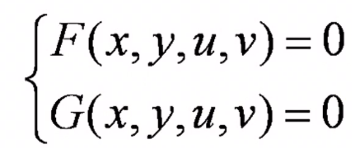 F(x, y, u, v) = 0
G(x, y, u, v) = 0